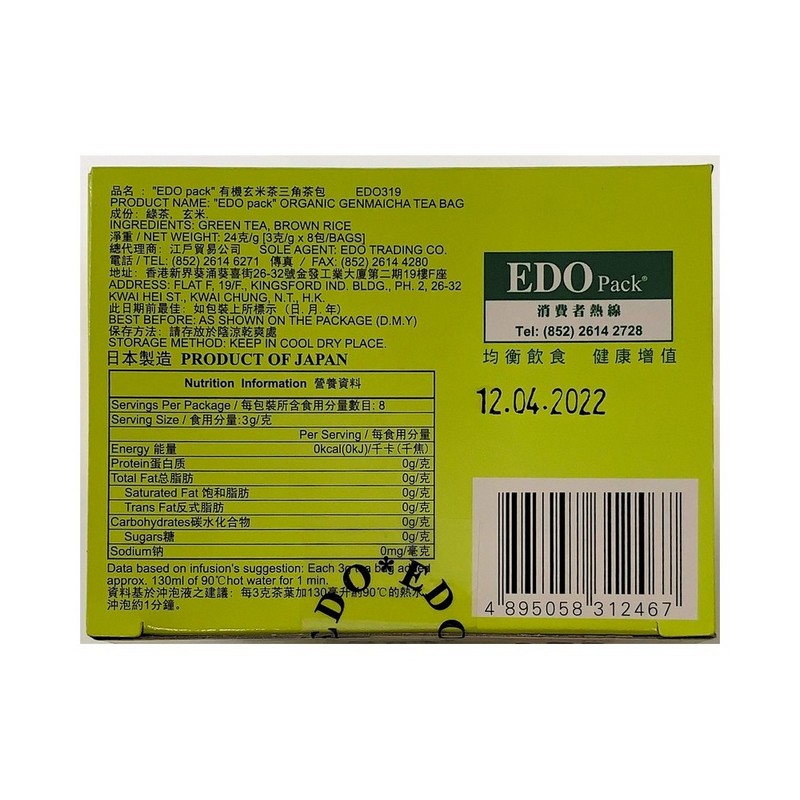 品名： "EDO pack" 有機玄米茶三角茶包 EDO319
PRODUCT NAME: "EDO pack" ORGANIC GENMAICHA TEA BAG
成份：綠茶，玄米.
INGREDIENTS: GREEN TEA, BROWN RICE
淨重 / NET WEIGHT: 24克/g [3克/g x 8包/BAGS]
總代理商：江戶貿易公司 SOLE AGENT: EDO TRADING CO.
電話 / TEL: (852) 2614 6271 傳真 / FAX: (852) 2614 4280
地址：香港新界葵涌葵喜街26-32號金發工業大廈第二期19樓F座
ADDRESS: FLAT F, 19/F., KINGSFORD IND. BLDG., PH. 2, 26-32
KWAI HEI ST., KWAI CHUNG, N.T., H.K.
此日期前最佳：如包裝上所標示（日.月.年）
BEST BEFORE: AS SHOWN ON THE PACKAGE (D.M.Y)
保存方法：請存放於陰涼乾爽處
STORAGE METHOD: KEEP IN COOL DRY PLACE.
日本製造 PRODUCT OF JAPAN
Nutrition Information 營養資料
Servings Per Package / 每包裝所含食用分量數目: 8
Serving Size / 食用分量:3g/克
Per Serving / 每食用分量
Energy 能量 0kcal(0kJ)/千卡(千焦)
Protein蛋白质 0g/克
Total Fat总脂肪 0g/克
Saturated Fat 饱和脂肪 0g/克
Trans Fat反式脂肪 0g/克
Carbohydrates碳水化合物 0g/克
Sugars糖 0g/克
Sodium钠 0mg/毫克
Data based on infusion's suggestion: Each 3g tea bag added
approx. 130ml of 90℃hot water for 1 min.
資料基於沖泡液之建議：每3克茶葉加130毫升約90℃的熱水
沖泡約1分鐘。
EDO*EDO
EDO Pack®
消費者熱線
Tel: (852) 2614 2728
均衡飲食 健康增值
12.04.2022
4 895058 312467